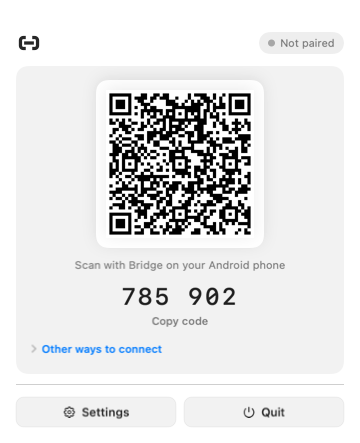 Not paired
Scan with Bridge on your Android phone
785 902
Copy code
Other ways to connect
Settings
Quit